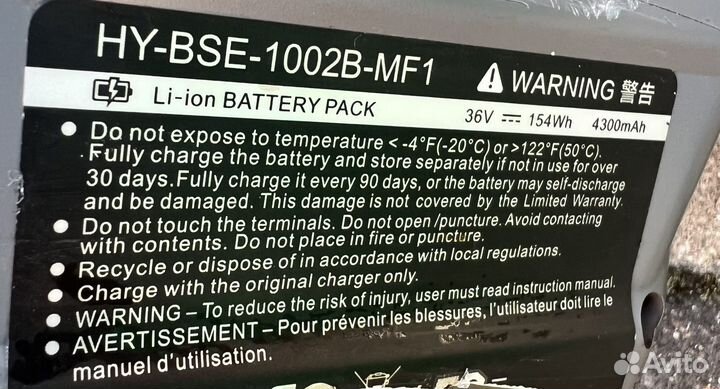 HY-BSE-1002B-MF1
WARNING 警告
Li-ion BATTERY PACK 36V 154Wh 4300mAh
• Do not expose to temperature < -4°F(-20°C) or >122°F(50°C).
Fully charge the battery and store separately if not in use for over
30 days.Fully charge it every 90 days, or the battery may self-discharge
and be damaged. This damage is not covered by the Limited Warranty.
• Do not touch the terminals. Do not open /puncture. Avoid contacting
with contents. Do not place in fire or puncture.
• Recycle or dispose of in accordance with local regulations.
• Charge with the original charger only.
• WARNING – To reduce the risk of injury, user must read instruction manual.
• AVERTISSEMENT – Pour prévenir les blessures, l'utilisateur doit lire le
manuel d'utilisation.
Avito